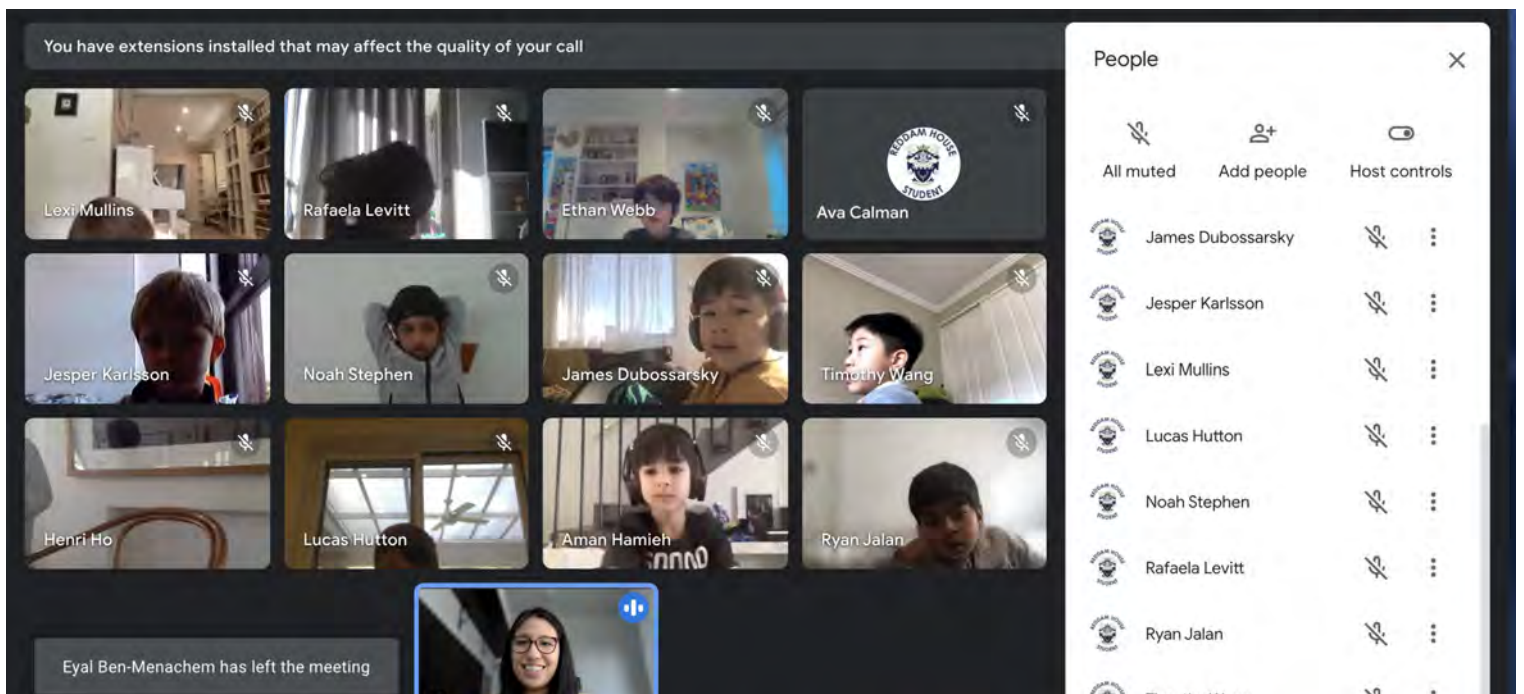 You have extensions installed that may affect the quality of your call
People
All muted
Add people
Host controls
Lexi Mullins
Rafaela Levitt
Ethan Webb
REDDAM HOUSE
STUDENT
Ava Calman
Jesper Karlsson
Noah Stephen
James Dubossarsky
Timothy Wang
Henri Ho
Lucas Hutton
Aman Hamieh
Ryan Jalan
Eyal Ben-Menachem has left the meeting
James Dubossarsky
Jesper Karlsson
Lexi Mullins
Lucas Hutton
Noah Stephen
Rafaela Levitt
Ryan Jalan